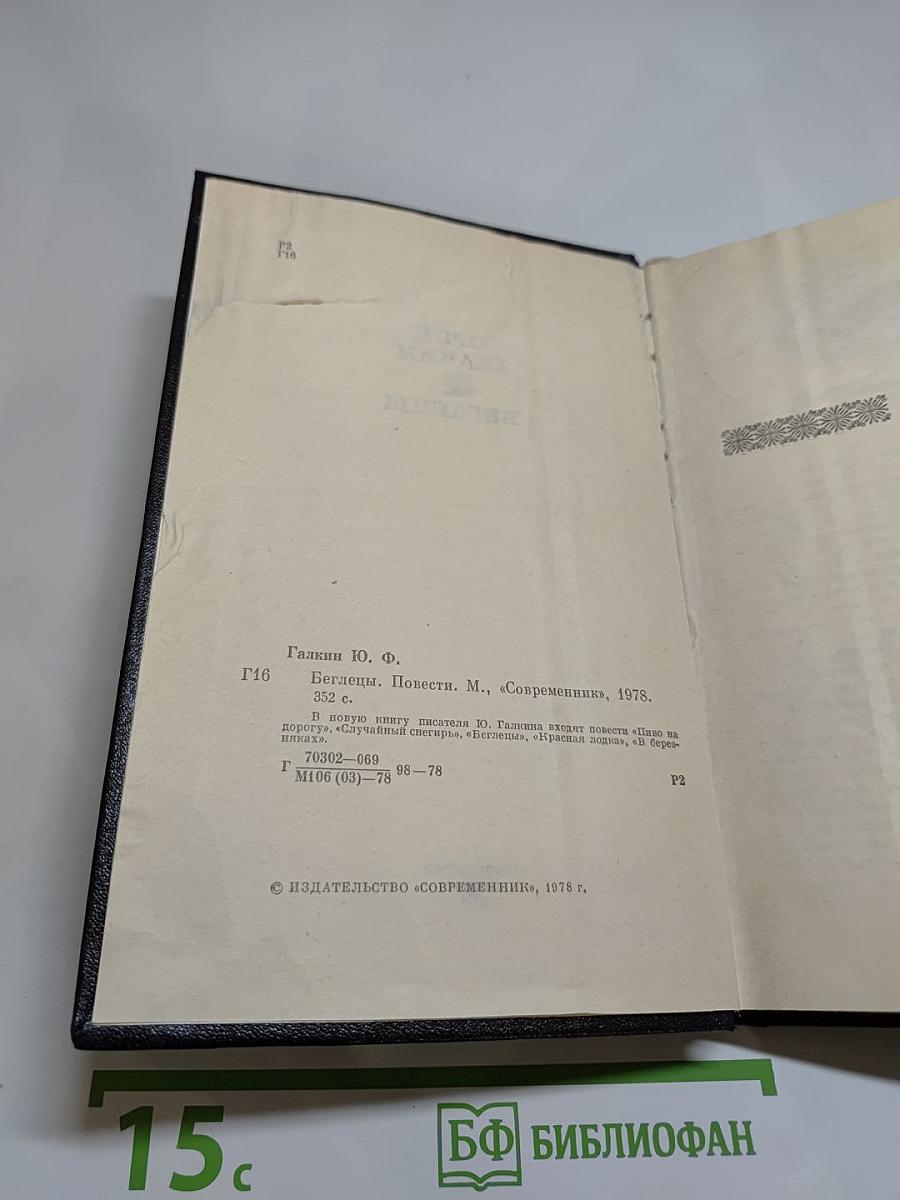 Р2
Г16
Галкин Ю. Ф.
Г16 Беглецы. Повести. М., «Современник», 1978.
352 с.
В новую книгу писателя Ю. Галкина входят повести «Пиво на
дорогу», «Случайный снегирь», «Беглецы», «Красная лодка», «В берез-
няках».
Г 70302—069
М106 (03)—78 98—78
Р2
© ИЗДАТЕЛЬСТВО «СОВРЕМЕННИК», 1978 г.
15 с
БФ БИБЛИОФАН